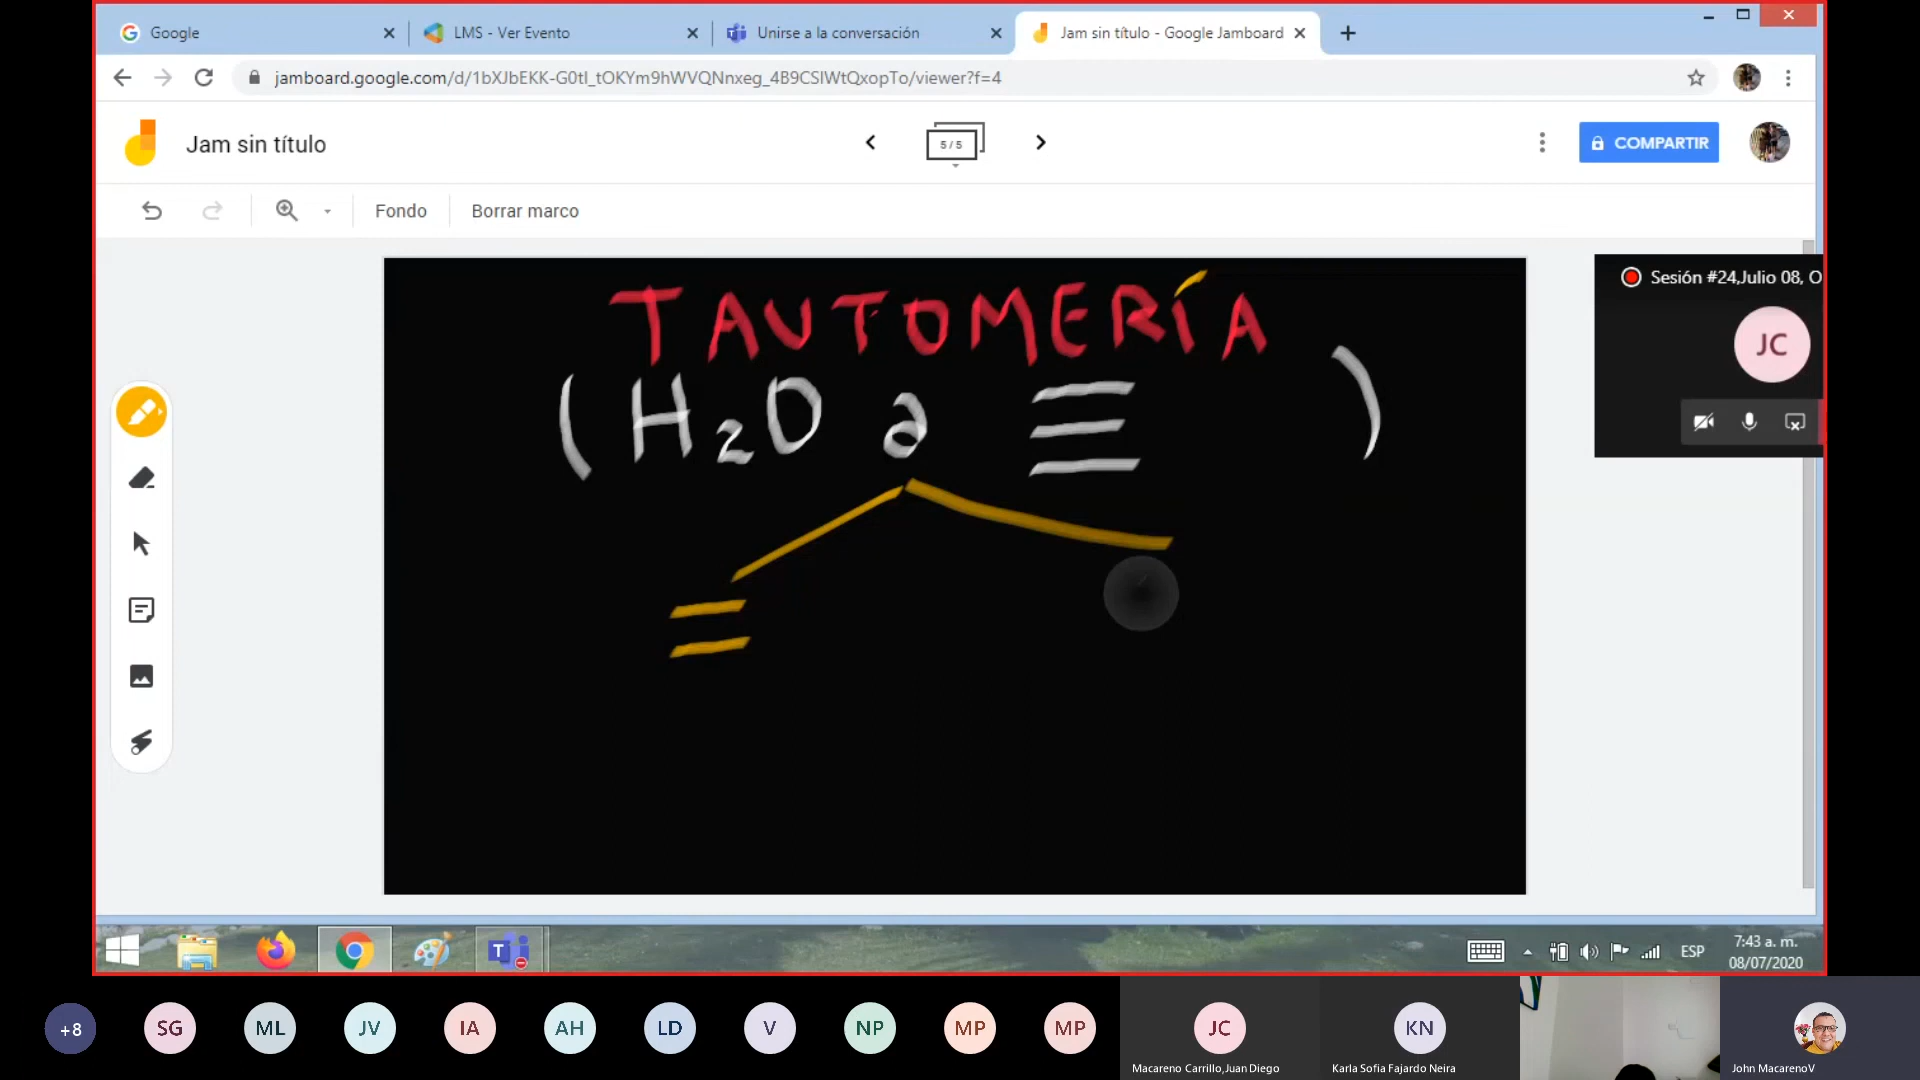 Google
LMS - Ver Evento
Unirse a la conversación
Jam sin título - Google Jamboard
jamboard.google.com/d/1bXJbEKK-G0tI_tOKYm9hWVQNnxeg_4B9CSIWtQxopTo/viewer?f=4
Jam sin título
5 / 5
COMPARTIR
Fondo
Borrar marco
TAUTOMERÍA
(H₂O a ≡ )
=
Sesión #24,Julio 08, O
JC
ESP
7:43 a. m.
08/07/2020
+8
SG
ML
JV
IA
AH
LD
V
NP
MP
MP
JC
Macareno Carrillo,Juan Diego
KN
Karla Sofia Fajardo Neira
John MacarenoV